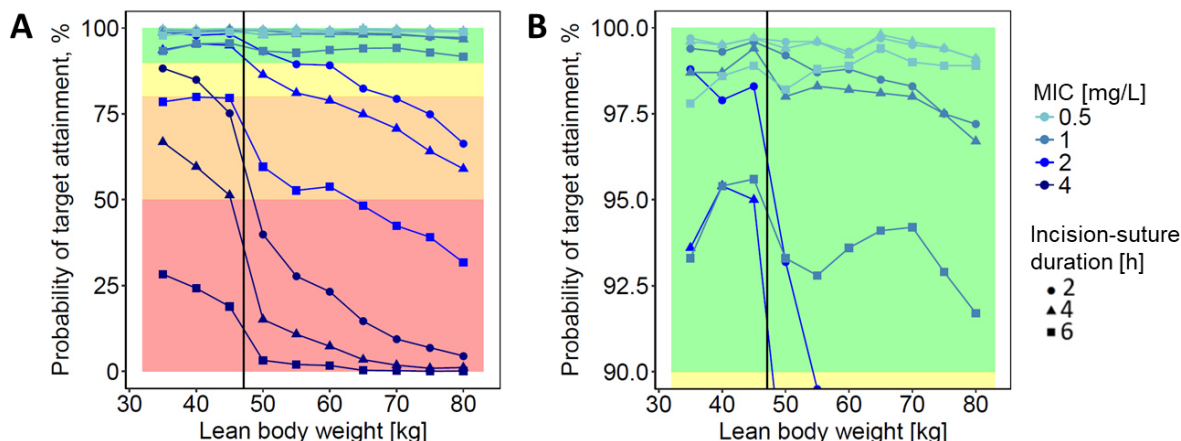 A
Probability of target attainment, %
100
75
50
25
0
30 40 50 60 70 80
Lean body weight [kg]
B
Probability of target attainment, %
100.0
97.5
95.0
92.5
90.0
30 40 50 60 70 80
Lean body weight [kg]
MIC [mg/L]
0.5
1
2
4
Incision-suture
duration [h]
2
4
6